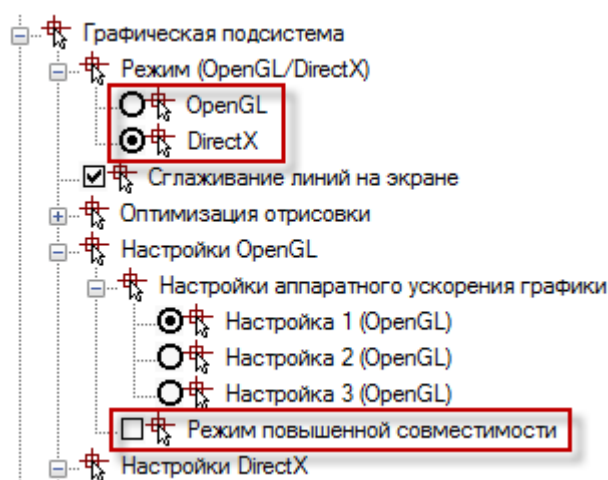 Графическая подсистема
Режим (OpenGL/DirectX)
OpenGL
DirectX
Сглаживание линий на экране
Оптимизация отрисовки
Настройки OpenGL
Настройки аппаратного ускорения графики
Настройка 1 (OpenGL)
Настройка 2 (OpenGL)
Настройка 3 (OpenGL)
Режим повышенной совместимости
Настройки DirectX